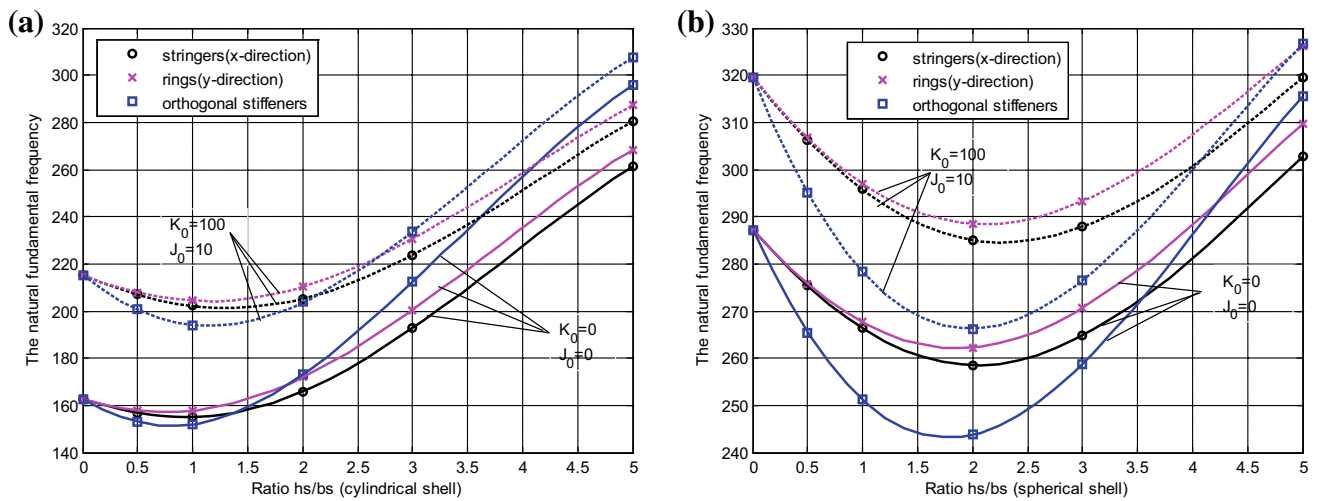 (a)
320
300
280
260
240
220
200
180
160
140
The natural fundamental frequency
stringers(x-direction)
rings(y-direction)
orthogonal stiffeners
K0=100
J0=10
K0=0
J0=0
0 0.5 1 1.5 2 2.5 3 3.5 4 4.5 5
Ratio hs/bs (cylindrical shell)
(b)
330
320
310
300
290
280
270
260
250
240
The natural fundamental frequency
stringers(x-direction)
rings(y-direction)
orthogonal stiffeners
K0=100
J0=10
K0=0
J0=0
0 0.5 1 1.5 2 2.5 3 3.5 4 4.5 5
Ratio hs/bs (spherical shell)